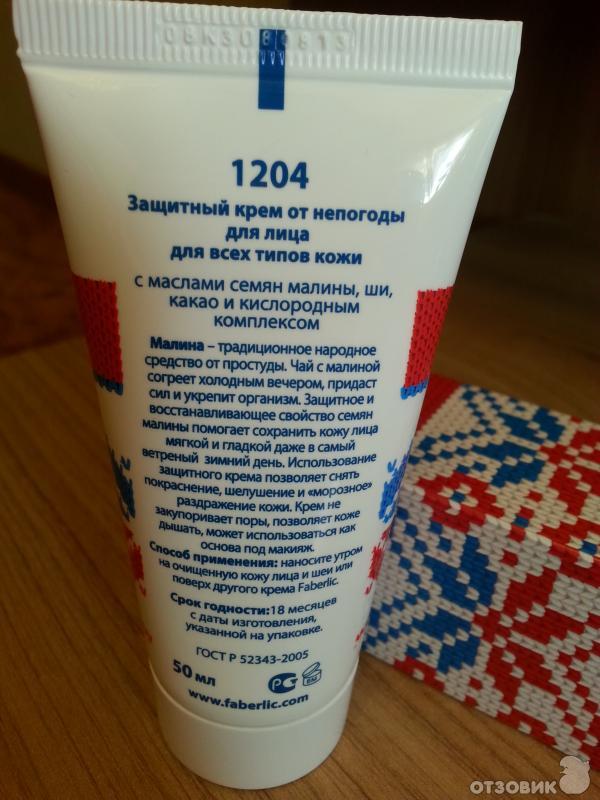 1204
Защитный крем от непогоды
для лица
для всех типов кожи
с маслами семян малины, ши,
какао и кислородным
комплексом
Малина – традиционное народное
средство от простуды. Чай с малиной
согреет холодным вечером, придаст
сил и укрепит организм. Защитное и
восстанавливающее свойство семян
малины помогает сохранить кожу лица
мягкой и гладкой даже в самый
ветреный зимний день. Использование
защитного крема позволяет снять
покраснение, шелушение и «морозное»
раздражение кожи. Крем не
закупоривает поры, позволяет коже
дышать, может использоваться как
основа под макияж.
Способ применения: наносите утром
на очищенную кожу лица и шеи или
поверх другого крема Faberlic.
Срок годности: 18 месяцев
с даты изготовления,
указанной на упаковке.
ГОСТ Р 52343-2005
50 мл
www.faberlic.com
ОТЗОВИК